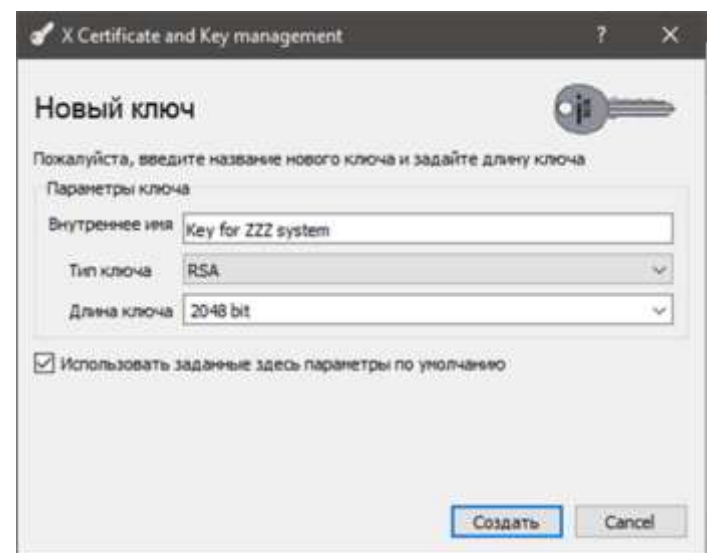 X Certificate and Key management
Новый ключ
Пожалуйста, введите название нового ключа и задайте длину ключа
Параметры ключа
Внутреннее имя Key for ZZZ system
Тип ключа RSA
Длина ключа 2048 bit
Использовать заданные здесь параметры по умолчанию
Создать Cancel